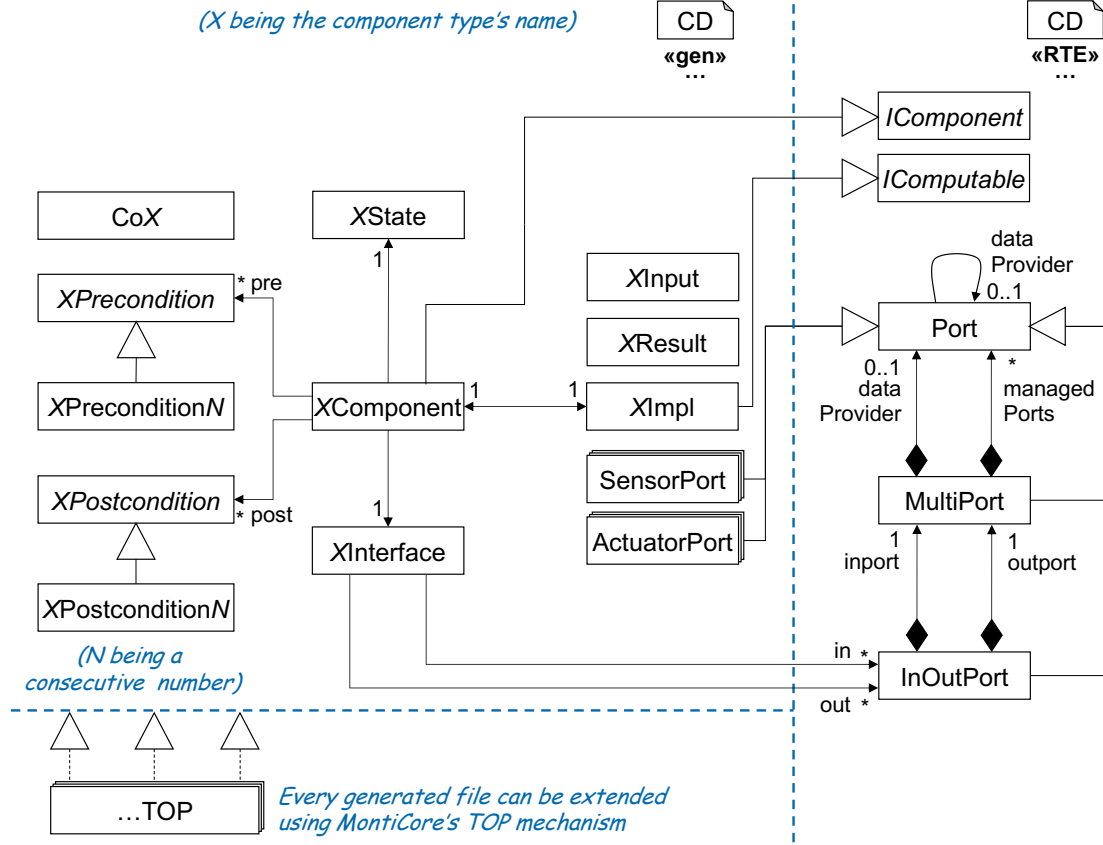 (X being the component type's name)
CD
«gen»
...
CD
«RTE»
...
IComponent
IComputable
CoX
XState
1
data
Provider
0..1
* pre
XPrecondition
XInput
Port
XResult
0..1
data
Provider
*
managed
Ports
XPreconditionN
XComponent
1
1
XImpl
XPostcondition
* post
SensorPort
MultiPort
1
ActuatorPort
1
inport
1
outport
XInterface
XPostconditionN
(N being a
consecutive number)
in *
InOutPort
out *
...TOP
Every generated file can be extended
using MontiCore's TOP mechanism